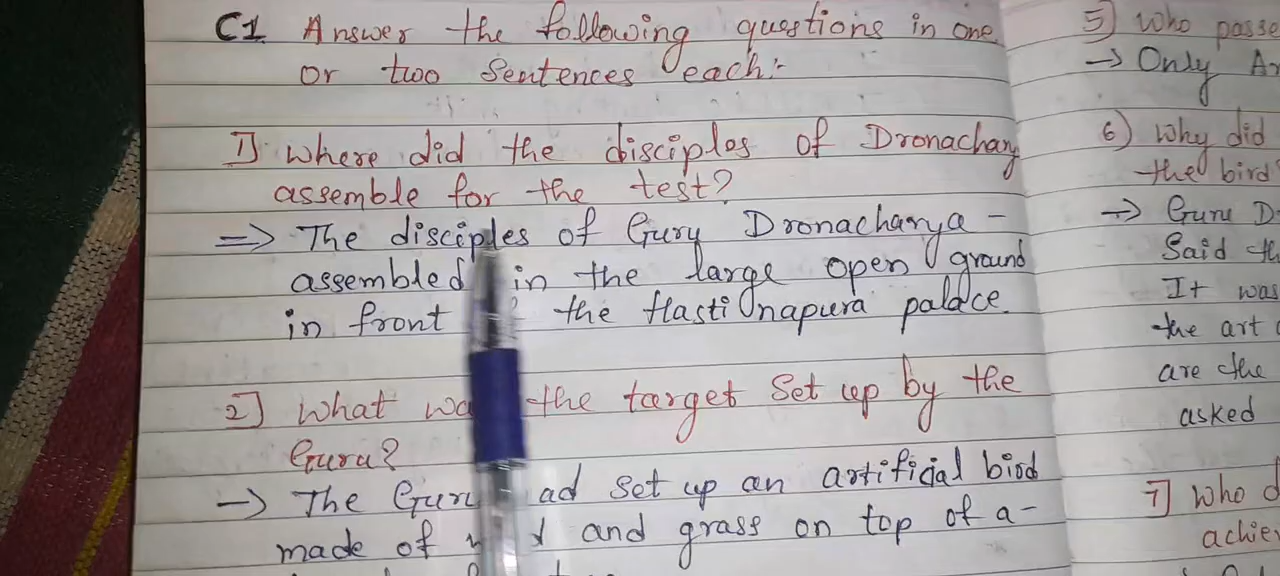 C1 Answer the following questions in one
or two sentences each:-
1] where did the disciples of Dronachary
assemble for the test?
=> The disciples of Guru Dronacharya -
assembled in the large open ground
in front the Hastinapura palace.
2] What the target set up by the
Guru?
-> The set up an artificial bird
made of and grass on top of a-
5) who
-> Only
6) why did
the bird
-> Guru
Said
It was
the art
are the
asked
7] who